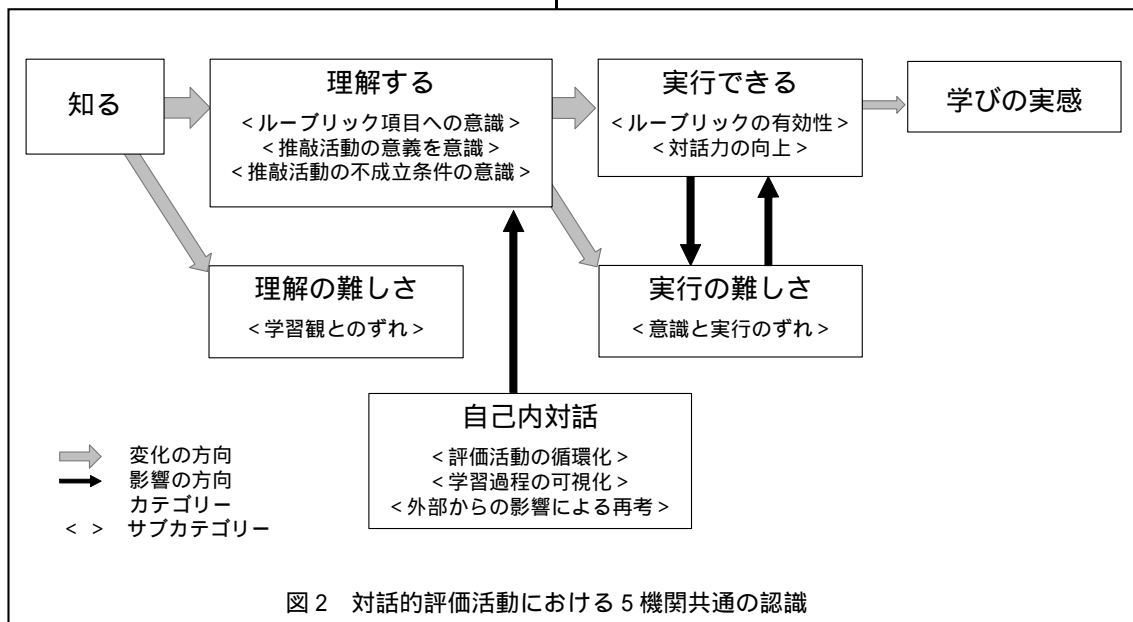 知る
理解する
<ルーブリック項目への意識>
<推敲活動の意義を意識>
<推敲活動の不成立条件の意識>
実行できる
<ルーブリックの有効性>
<対話力の向上>
学びの実感
理解の難しさ
<学習観とのずれ>
実行の難しさ
<意識と実行のずれ>
自己内対話
<評価活動の循環化>
<学習過程の可視化>
<外部からの影響による再考>
変化の方向
影響の方向
カテゴリー
< > サブカテゴリー
図2 対話的評価活動における5機関共通の認識